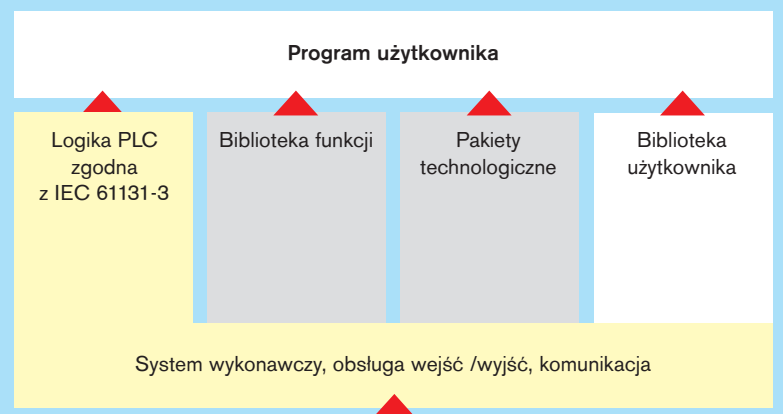 Program użytkownika
Logika PLC
zgodna
z IEC 61131-3
Biblioteka funkcji
Pakiety
technologiczne
Biblioteka
użytkownika
System wykonawczy, obsługa wejść /wyjść, komunikacja